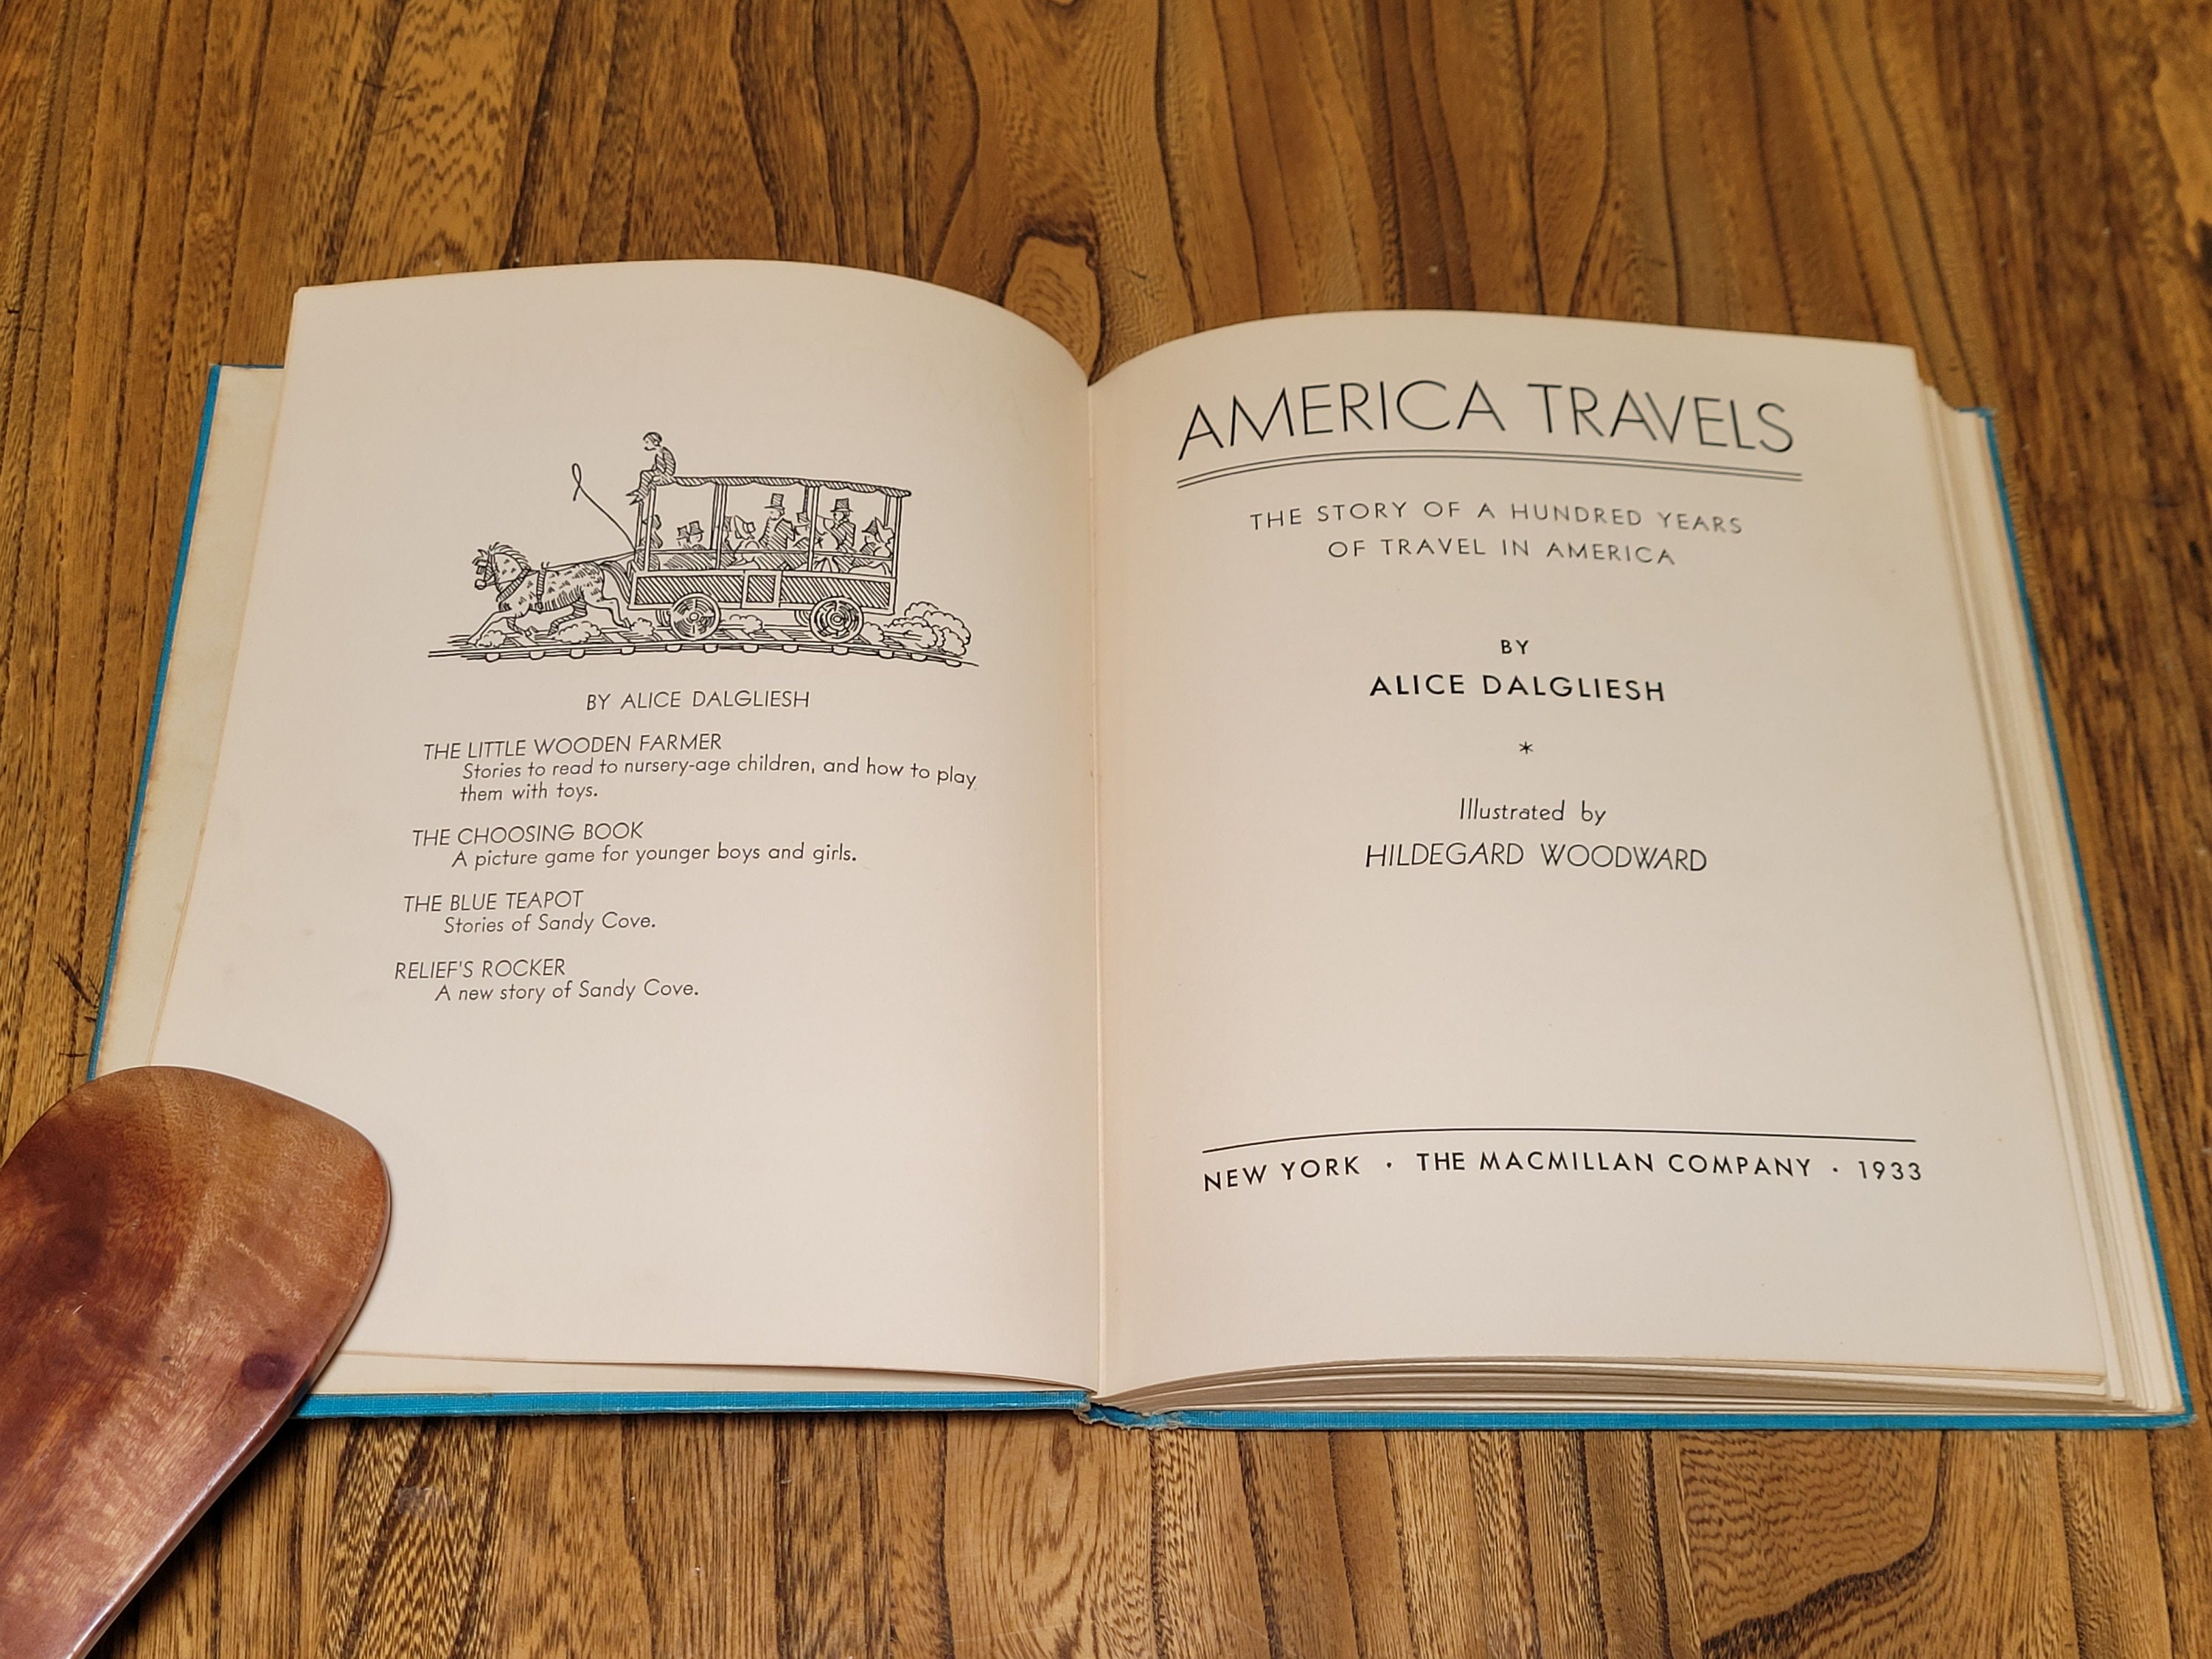 BY ALICE DALGLIESH
THE LITTLE WOODEN FARMER
Stories to read to nursery-age children, and how to play
them with toys.
THE CHOOSING BOOK
A picture game for younger boys and girls.
THE BLUE TEAPOT
Stories of Sandy Cove.
RELIEF'S ROCKER
A new story of Sandy Cove.
AMERICA TRAVELS
THE STORY OF A HUNDRED YEARS
OF TRAVEL IN AMERICA
BY
ALICE DALGLIESH
*
Illustrated by
HILDEGARD WOODWARD
NEW YORK · THE MACMILLAN COMPANY · 1933